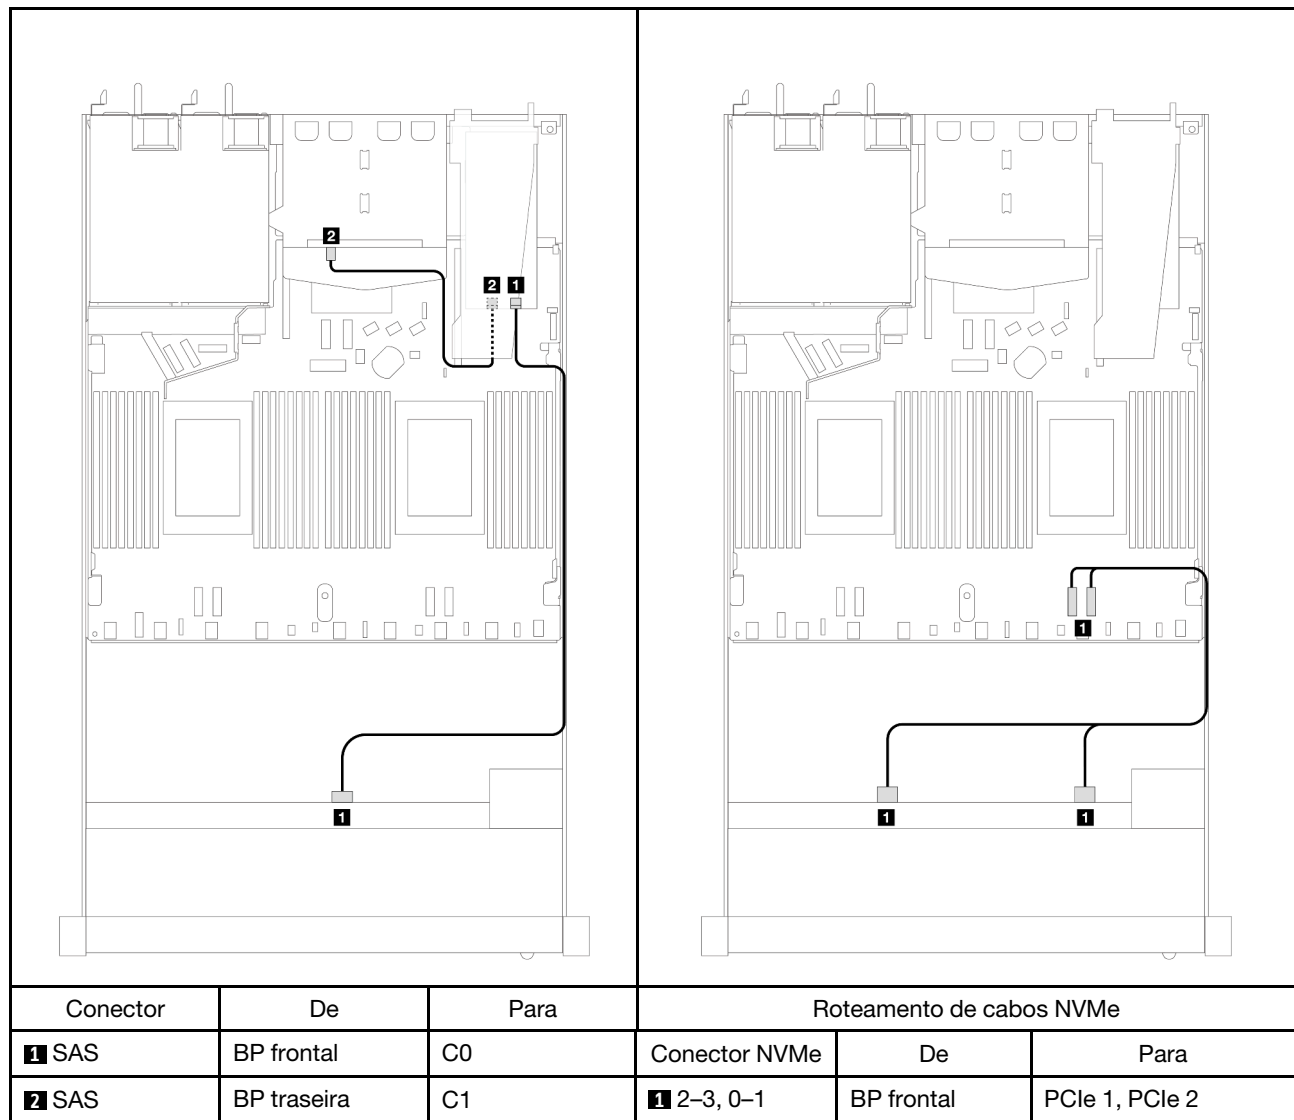 2
2 1
1
1
1 1
Conector De Para Roteamento de cabos NVMe
1 SAS BP frontal C0 Conector NVMe De Para
2 SAS BP traseira C1 1 2–3, 0–1 BP frontal PCIe 1, PCIe 2